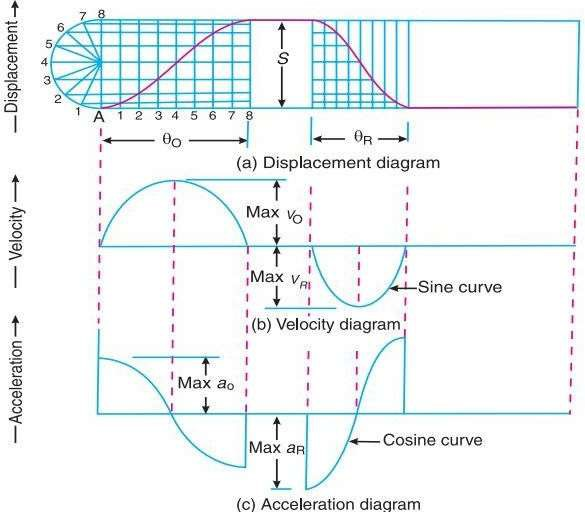 Displacement
7 8
6
5
4
3
2
1
A 1 2 3 4 5 6 7 8
S
θO
θR
(a) Displacement diagram
Velocity
Max vO
Max vR
Sine curve
(b) Velocity diagram
Acceleration
Max ao
Max aR
Cosine curve
(c) Acceleration diagram